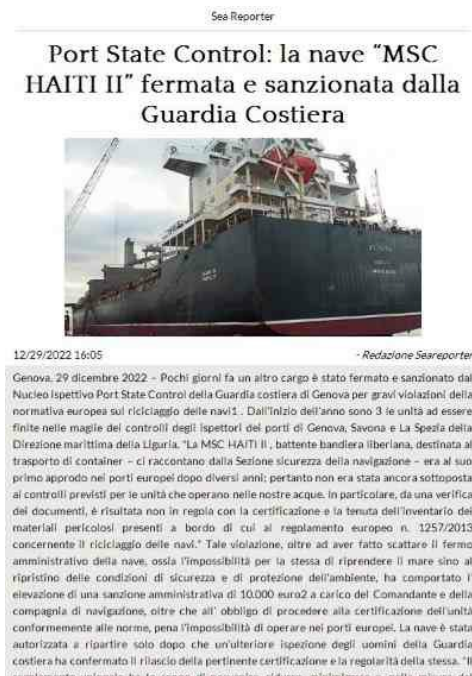 Sea Reporter
Port State Control: la nave "MSC
HAITI II" fermata e sanzionata dalla
Guardia Costiera
12/29/2022 16:05
- Redazione Seareporter
Genova, 29 dicembre 2022 – Pochi giorni fa un altro cargo è stato fermato e sanzionato dal
Nucleo ispettivo Port State Control della Guardia costiera di Genova per gravi violazioni della
normativa europea sul riciclaggio delle navi1 . Dall'inizio dell'anno sono 3 le unità ad essere
finite nelle maglie dei controlli degli ispettori dei porti di Genova, Savona e La Spezia della
Direzione marittima della Liguria. "La MSC HAITI II , battente bandiera liberiana, destinata al
trasporto di container – ci raccontano dalla Sezione sicurezza della navigazione – era al suo
primo approdo nei porti europei dopo diversi anni; pertanto non era stata ancora sottoposta
ai controlli previsti per le unità che operano nelle nostre acque. In particolare, da una verifica
dei documenti, è risultata non in regola con la certificazione e la tenuta dell'inventario dei
materiali pericolosi presenti a bordo di cui al regolamento europeo n. 1257/2013
concernente il riciclaggio delle navi." Tale violazione, oltre ad aver fatto scattare il fermo
amministrativo della nave, ossia l'impossibilità per la stessa di riprendere il mare sino al
ripristino delle condizioni di sicurezza e di protezione dell'ambiente, ha comportato l'
elevazione di una sanzione amministrativa di 10.000 euro2 a carico del Comandante e della
compagnia di navigazione, oltre che all' obbligo di procedere alla certificazione dell'unità
conformemente alle norme, pena l'impossibilità di operare nei porti europei. La nave è stata
autorizzata a ripartire solo dopo che un'ulteriore ispezione degli uomini della Guardia
costiera ha confermato il rilascio della pertinente certificazione e la regolarità della stessa. "Il